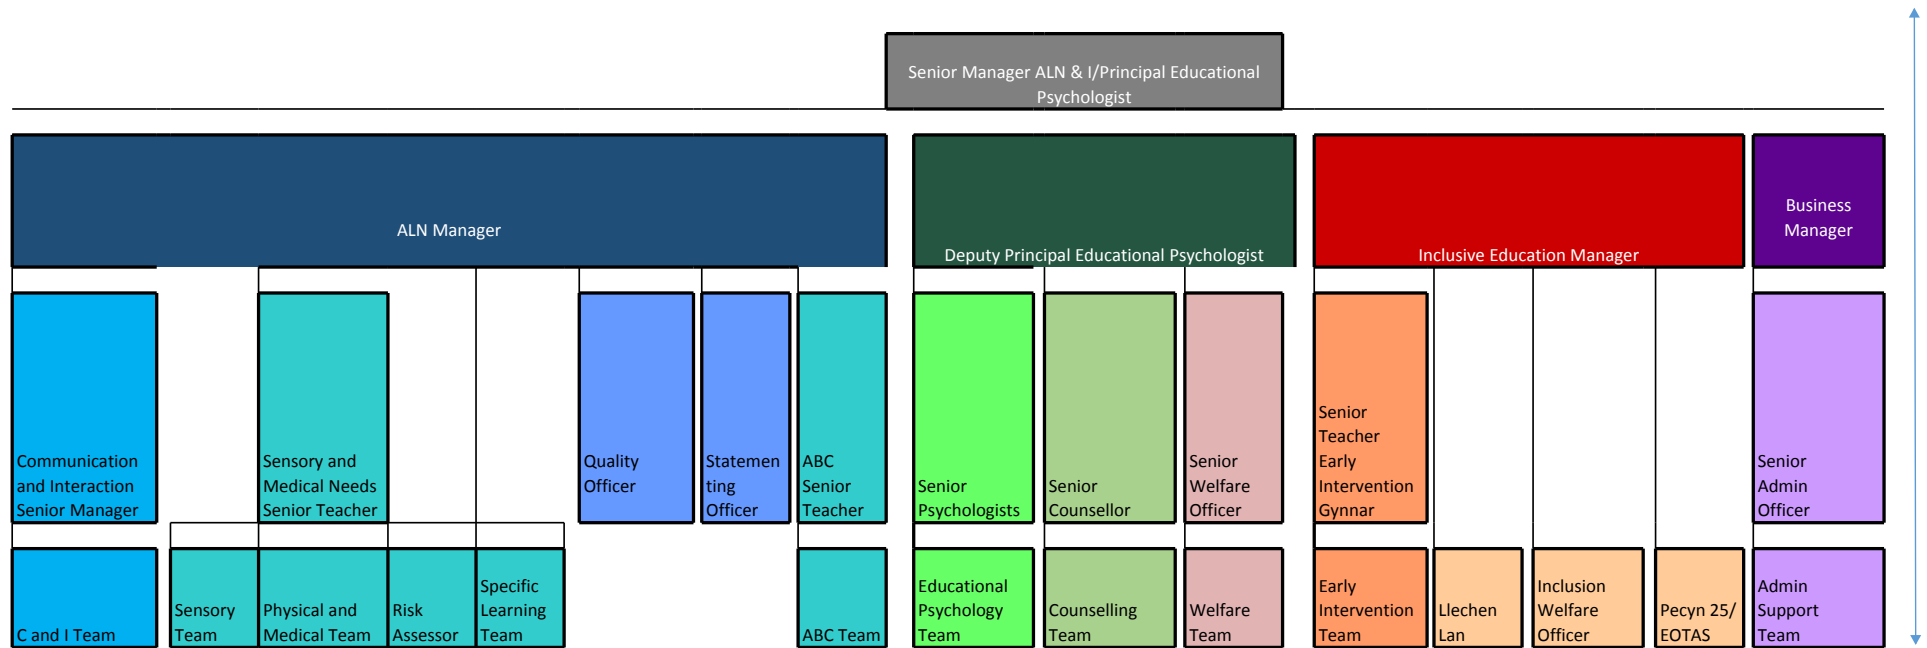 Senior Manager ALN & I/Principal Educational
Psychologist
ALN Manager
Deputy Principal Educational Psychologist
Inclusive Education Manager
Business
Manager
Communication
and Interaction
Senior Manager
Sensory and
Medical Needs
Senior Teacher
Quality
Officer
Statemen
ting
Officer
ABC
Senior
Teacher
Senior
Psychologists
Senior
Counsellor
Senior
Welfare
Officer
Senior
Teacher
Early
Intervention
Gynnar
Senior
Admin
Officer
C and I Team
Sensory
Team
Physical and
Medical Team
Risk
Assessor
Specific
Learning
Team
ABC Team
Educational
Psychology
Team
Counselling
Team
Welfare
Team
Early
Intervention
Team
Llechen
Lan
Inclusion
Welfare
Officer
Pecyn 25/
EOTAS
Admin
Support
Team